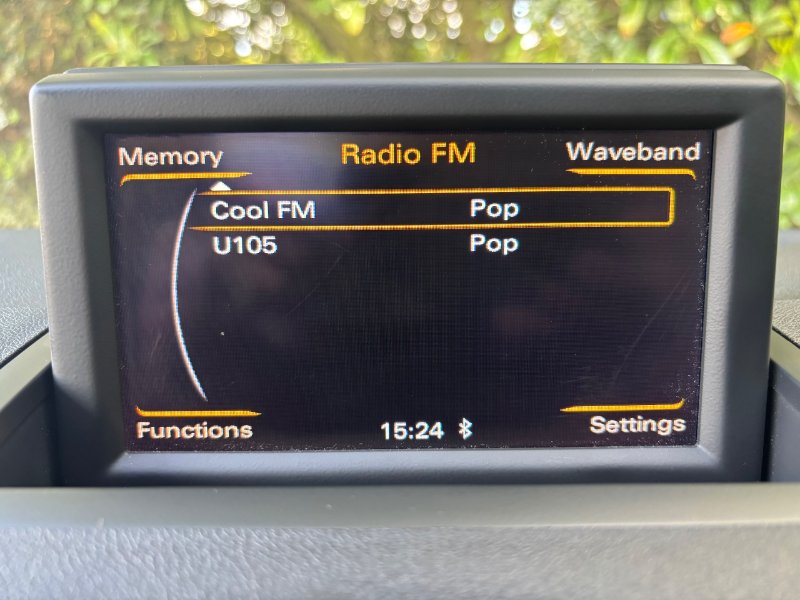 Memory Radio FM Waveband
Cool FM Pop
U105 Pop
Functions 15:24 Settings